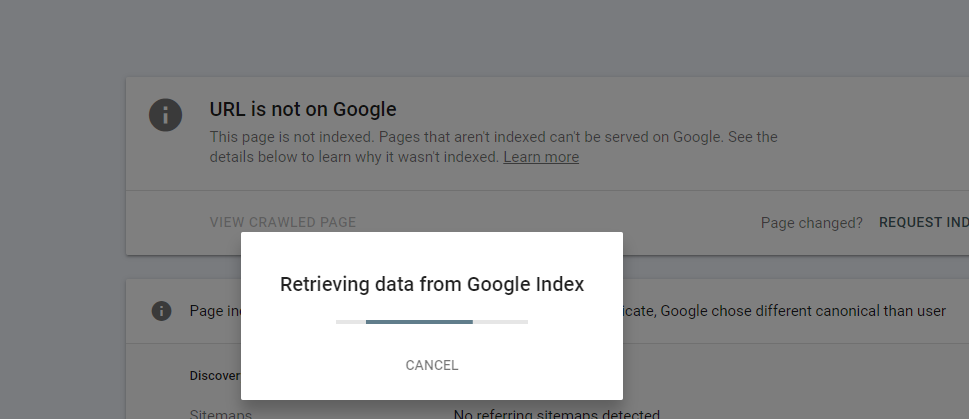 URL is not on Google
This page is not indexed. Pages that aren't indexed can't be served on Google. See the
details below to learn why it wasn't indexed. Learn more
VIEW CRAWLED PAGE
Page changed? REQUEST IND
Retrieving data from Google Index
CANCEL
Page in
icate, Google chose different canonical than user
Discover
Sitemaps
No referring sitemaps detected